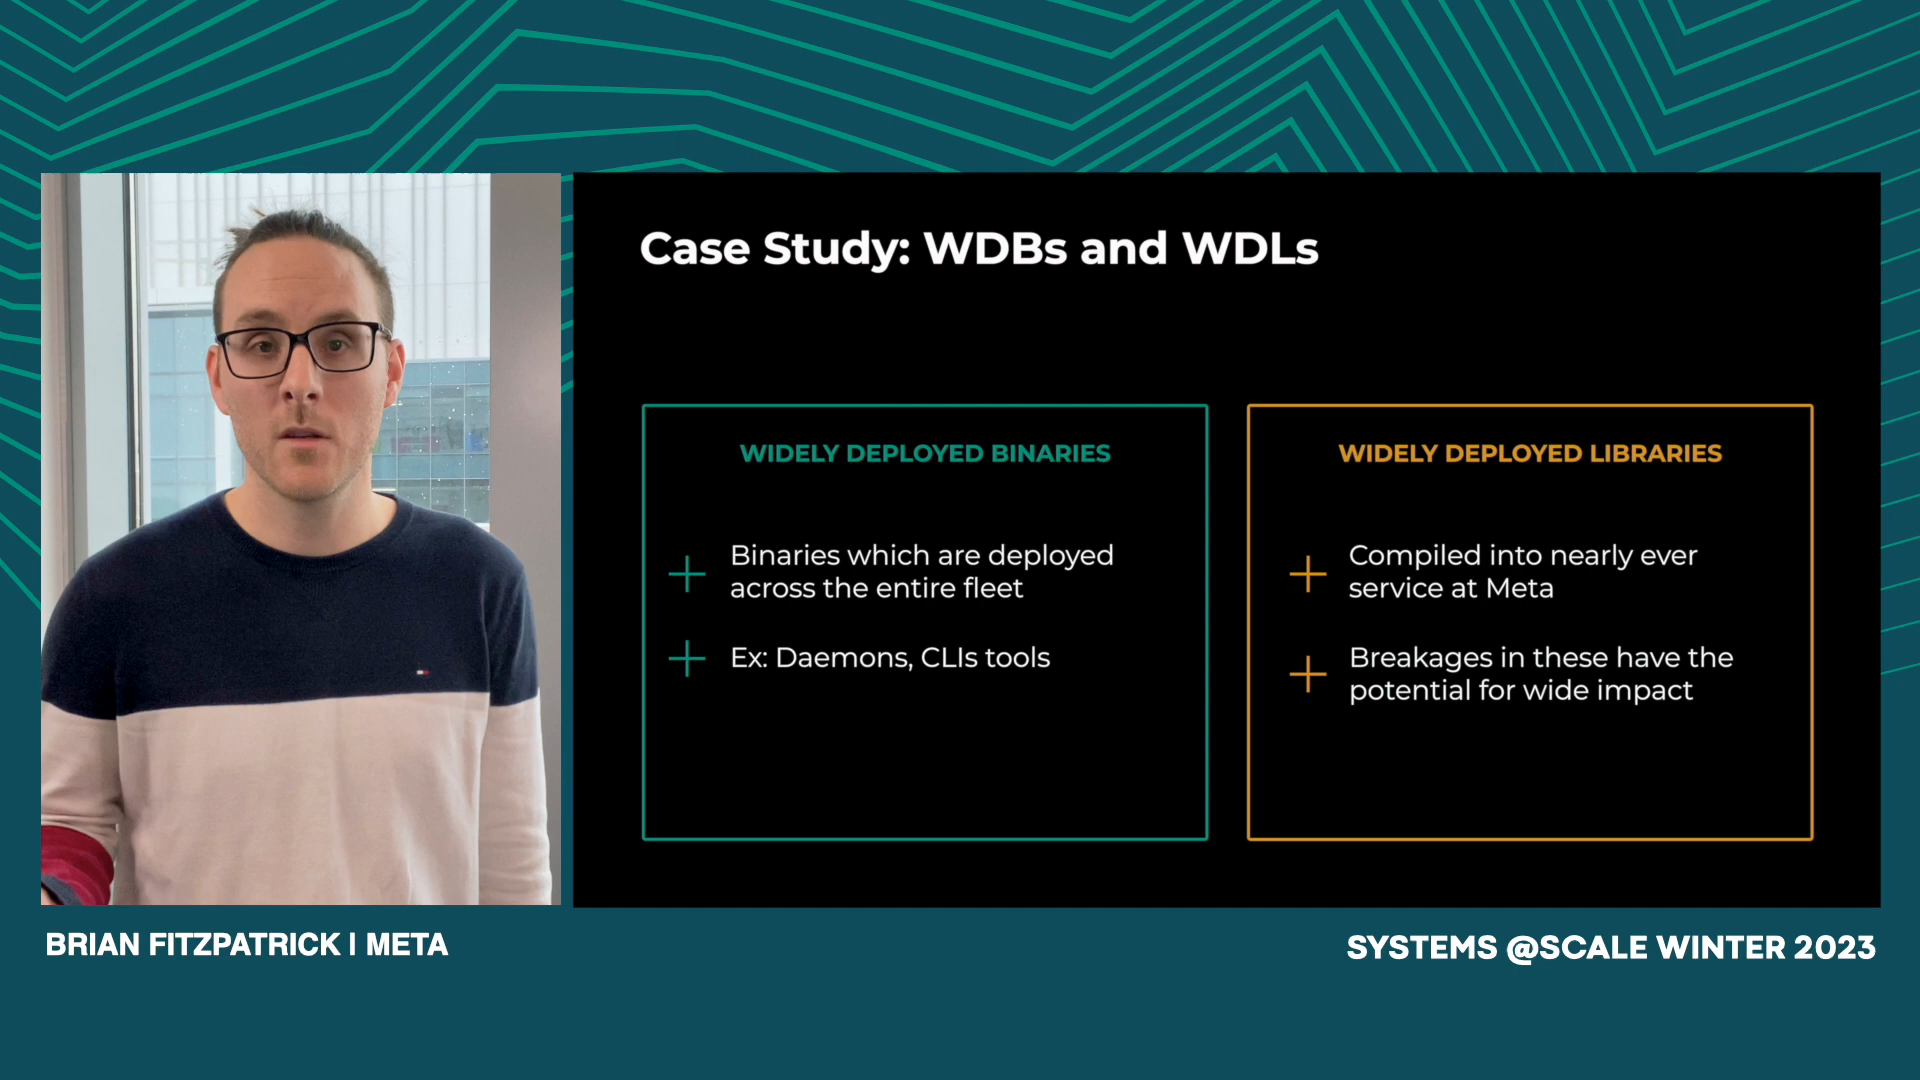 Case Study: WDBs and WDLs
WIDELY DEPLOYED BINARIES
Binaries which are deployed
across the entire fleet
Ex: Daemons, CLIs tools
WIDELY DEPLOYED LIBRARIES
Compiled into nearly ever
service at Meta
Breakages in these have the
potential for wide impact
BRIAN FITZPATRICK | META
SYSTEMS @SCALE WINTER 2023